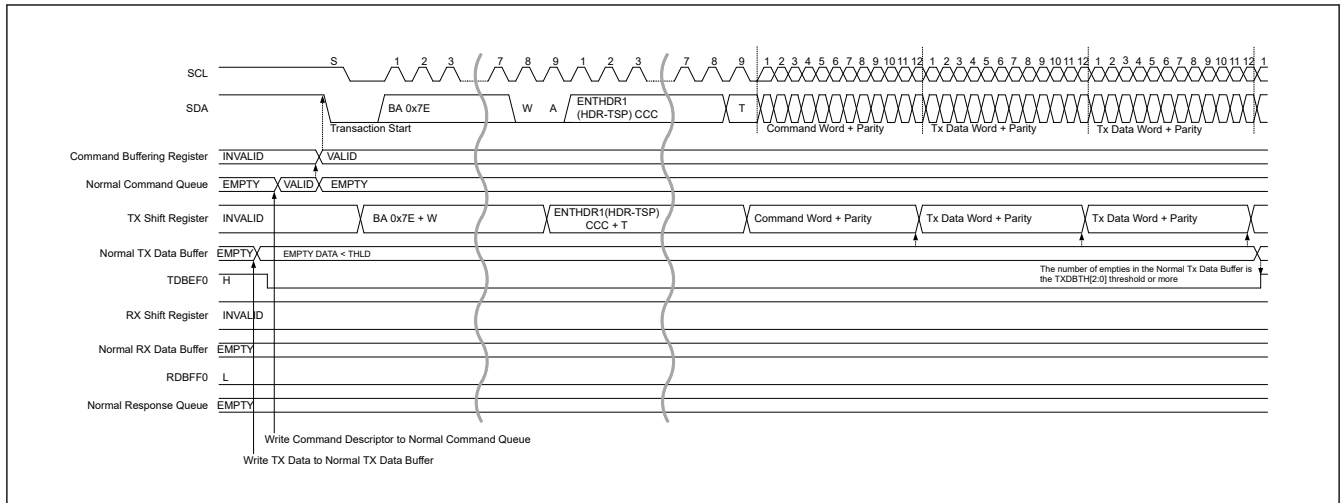 S 1 2 3 7 8 9 1 2 3 7 8 9 1 2 3 4 5 6 7 8 9 10 11 12 1 2 3 4 5 6 7 8 9 10 11 12 1 2 3 4 5 6 7 8 9 10 11 12 1
SCL
SDA BA 0x7E W A ENTHDR1 T
(HDR-TSP) CCC
Transaction Start Command Word + Parity Tx Data Word + Parity Tx Data Word + Parity
Command Buffering Register INVALID VALID
Normal Command Queue EMPTY VALID EMPTY
TX Shift Register INVALID BA 0x7E + W ENTHDR1(HDR-TSP) Command Word + Parity Tx Data Word + Parity Tx Data Word + Parity
CCC + T
Normal TX Data Buffer EMPTY EMPTY DATA < THLD
The number of empties in the Normal Tx Data Buffer is
the TXDBTH[2:0] threshold or more
TDBEF0 H
RX Shift Register INVALID
Normal RX Data Buffer EMPTY
RDBFF0 L
Normal Response Queue EMPTY
Write Command Descriptor to Normal Command Queue
Write TX Data to Normal TX Data Buffer